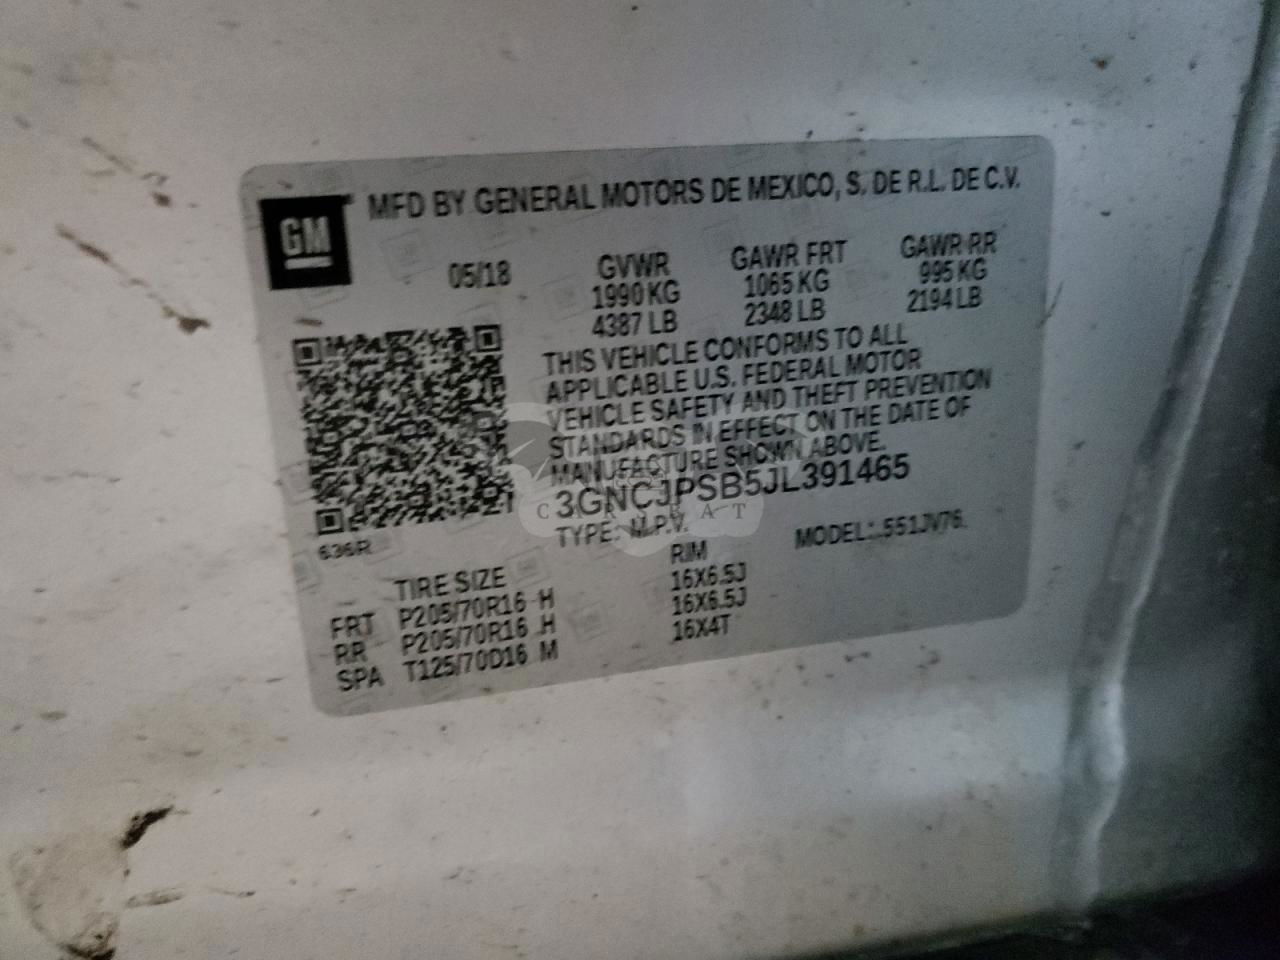 GM MFD BY GENERAL MOTORS DE MEXICO, S. DE R.L. DE C.V.
05/18 GVWR GAWR FRT GAWR RR
1990 KG 1065 KG 995 KG
4387 LB 2348 LB 2194 LB
THIS VEHICLE CONFORMS TO ALL
APPLICABLE U.S. FEDERAL MOTOR
VEHICLE SAFETY AND THEFT PREVENTION
STANDARDS IN EFFECT ON THE DATE OF
MANUFACTURE SHOWN ABOVE.
3GNCJPSB5JL391465
CARSBAT
TYPE: M.P.V. MODEL: 551JV76
636R
TIRE SIZE RIM
FRT P205/70R16 H 16X6.5J
RR P205/70R16 H 16X6.5J
SPA T125/70D16 M 16X4T